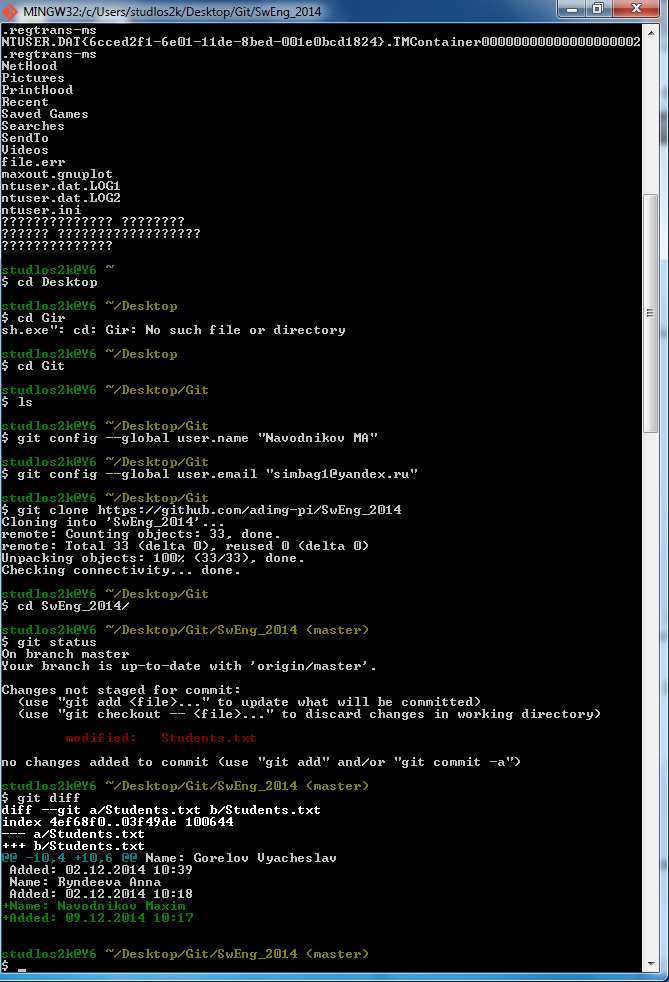 MINGW32:/c/Users/studlos2k/Desktop/Git/SwEng_2014
.regtrans-ms
NTUSER.DAT{6cced2f1-6e01-11de-8bed-001e0bcd1824}.TMContainer00000000000000000002
.regtrans-ms
NetHood
Pictures
PrintHood
Recent
Saved Games
Searches
SendTo
Videos
file.err
maxout.gnuplot
ntuser.dat.LOG1
ntuser.dat.LOG2
ntuser.ini
?????????????? ????????
?????? ??????????????????
??????????????
studlos2k@Y6 ~
$ cd Desktop
studlos2k@Y6 ~/Desktop
$ cd Gir
sh.exe": cd: Gir: No such file or directory
studlos2k@Y6 ~/Desktop
$ cd Git
studlos2k@Y6 ~/Desktop/Git
$ ls
studlos2k@Y6 ~/Desktop/Git
$ git config --global user.name "Navodnikov MA"
studlos2k@Y6 ~/Desktop/Git
$ git config --global user.email "simbag1@yandex.ru"
studlos2k@Y6 ~/Desktop/Git
$ git clone https://github.com/adimg-pi/SwEng_2014
Cloning into 'SwEng_2014'...
remote: Counting objects: 33, done.
remote: Total 33 (delta 0), reused 0 (delta 0)
Unpacking objects: 100% (33/33), done.
Checking connectivity... done.
studlos2k@Y6 ~/Desktop/Git
$ cd SwEng_2014/
studlos2k@Y6 ~/Desktop/Git/SwEng_2014 (master)
$ git status
On branch master
Your branch is up-to-date with 'origin/master'.
Changes not staged for commit:
(use "git add <file>..." to update what will be committed)
(use "git checkout -- <file>..." to discard changes in working directory)
modified: Students.txt
no changes added to commit (use "git add" and/or "git commit -a")
studlos2k@Y6 ~/Desktop/Git/SwEng_2014 (master)
$ git diff
diff --git a/Students.txt b/Students.txt
index 4ef68f0..03f49de 100644
--- a/Students.txt
+++ b/Students.txt
@@ -10,4 +10,6 @@ Name: Gorelov Vyacheslav
Added: 02.12.2014 10:39
Name: Ryndeeva Anna
Added: 02.12.2014 10:18
+Name: Navodnikov Maxim
+Added: 09.12.2014 10:17
studlos2k@Y6 ~/Desktop/Git/SwEng_2014 (master)
$ _